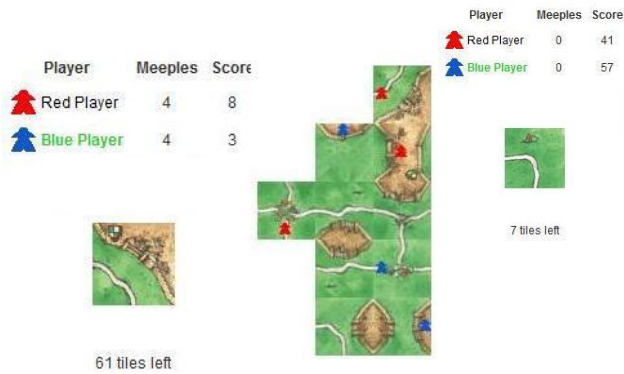 Player Meeples Score
Red Player 4 8
Blue Player 4 3
61 tiles left
Player Meeples Score
Red Player 0 41
Blue Player 0 57
7 tiles left